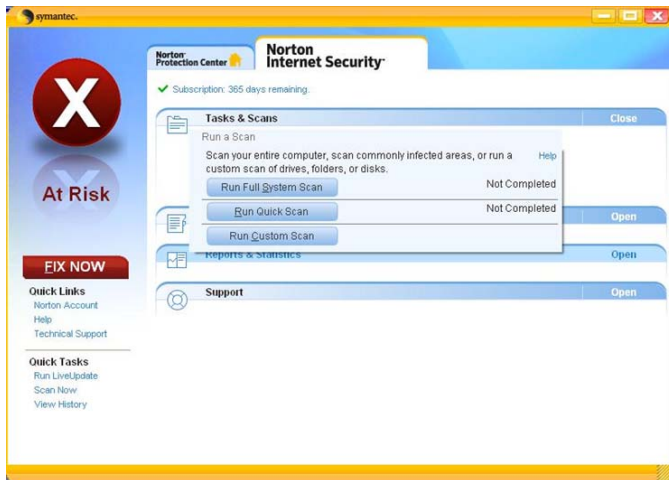 symantec.
Norton
Protection Center
Norton
Internet Security
Subscription: 365 days remaining.
X
At Risk
FIX NOW
Quick Links
Norton Account
Help
Technical Support
Quick Tasks
Run LiveUpdate
Scan Now
View History
Tasks & Scans Close
Run a Scan
Scan your entire computer, scan commonly infected areas, or run a Help
custom scan of drives, folders, or disks.
Run Full System Scan Not Completed
Run Quick Scan Not Completed
Run Custom Scan
Open
Reports & Statistics Open
Support Open